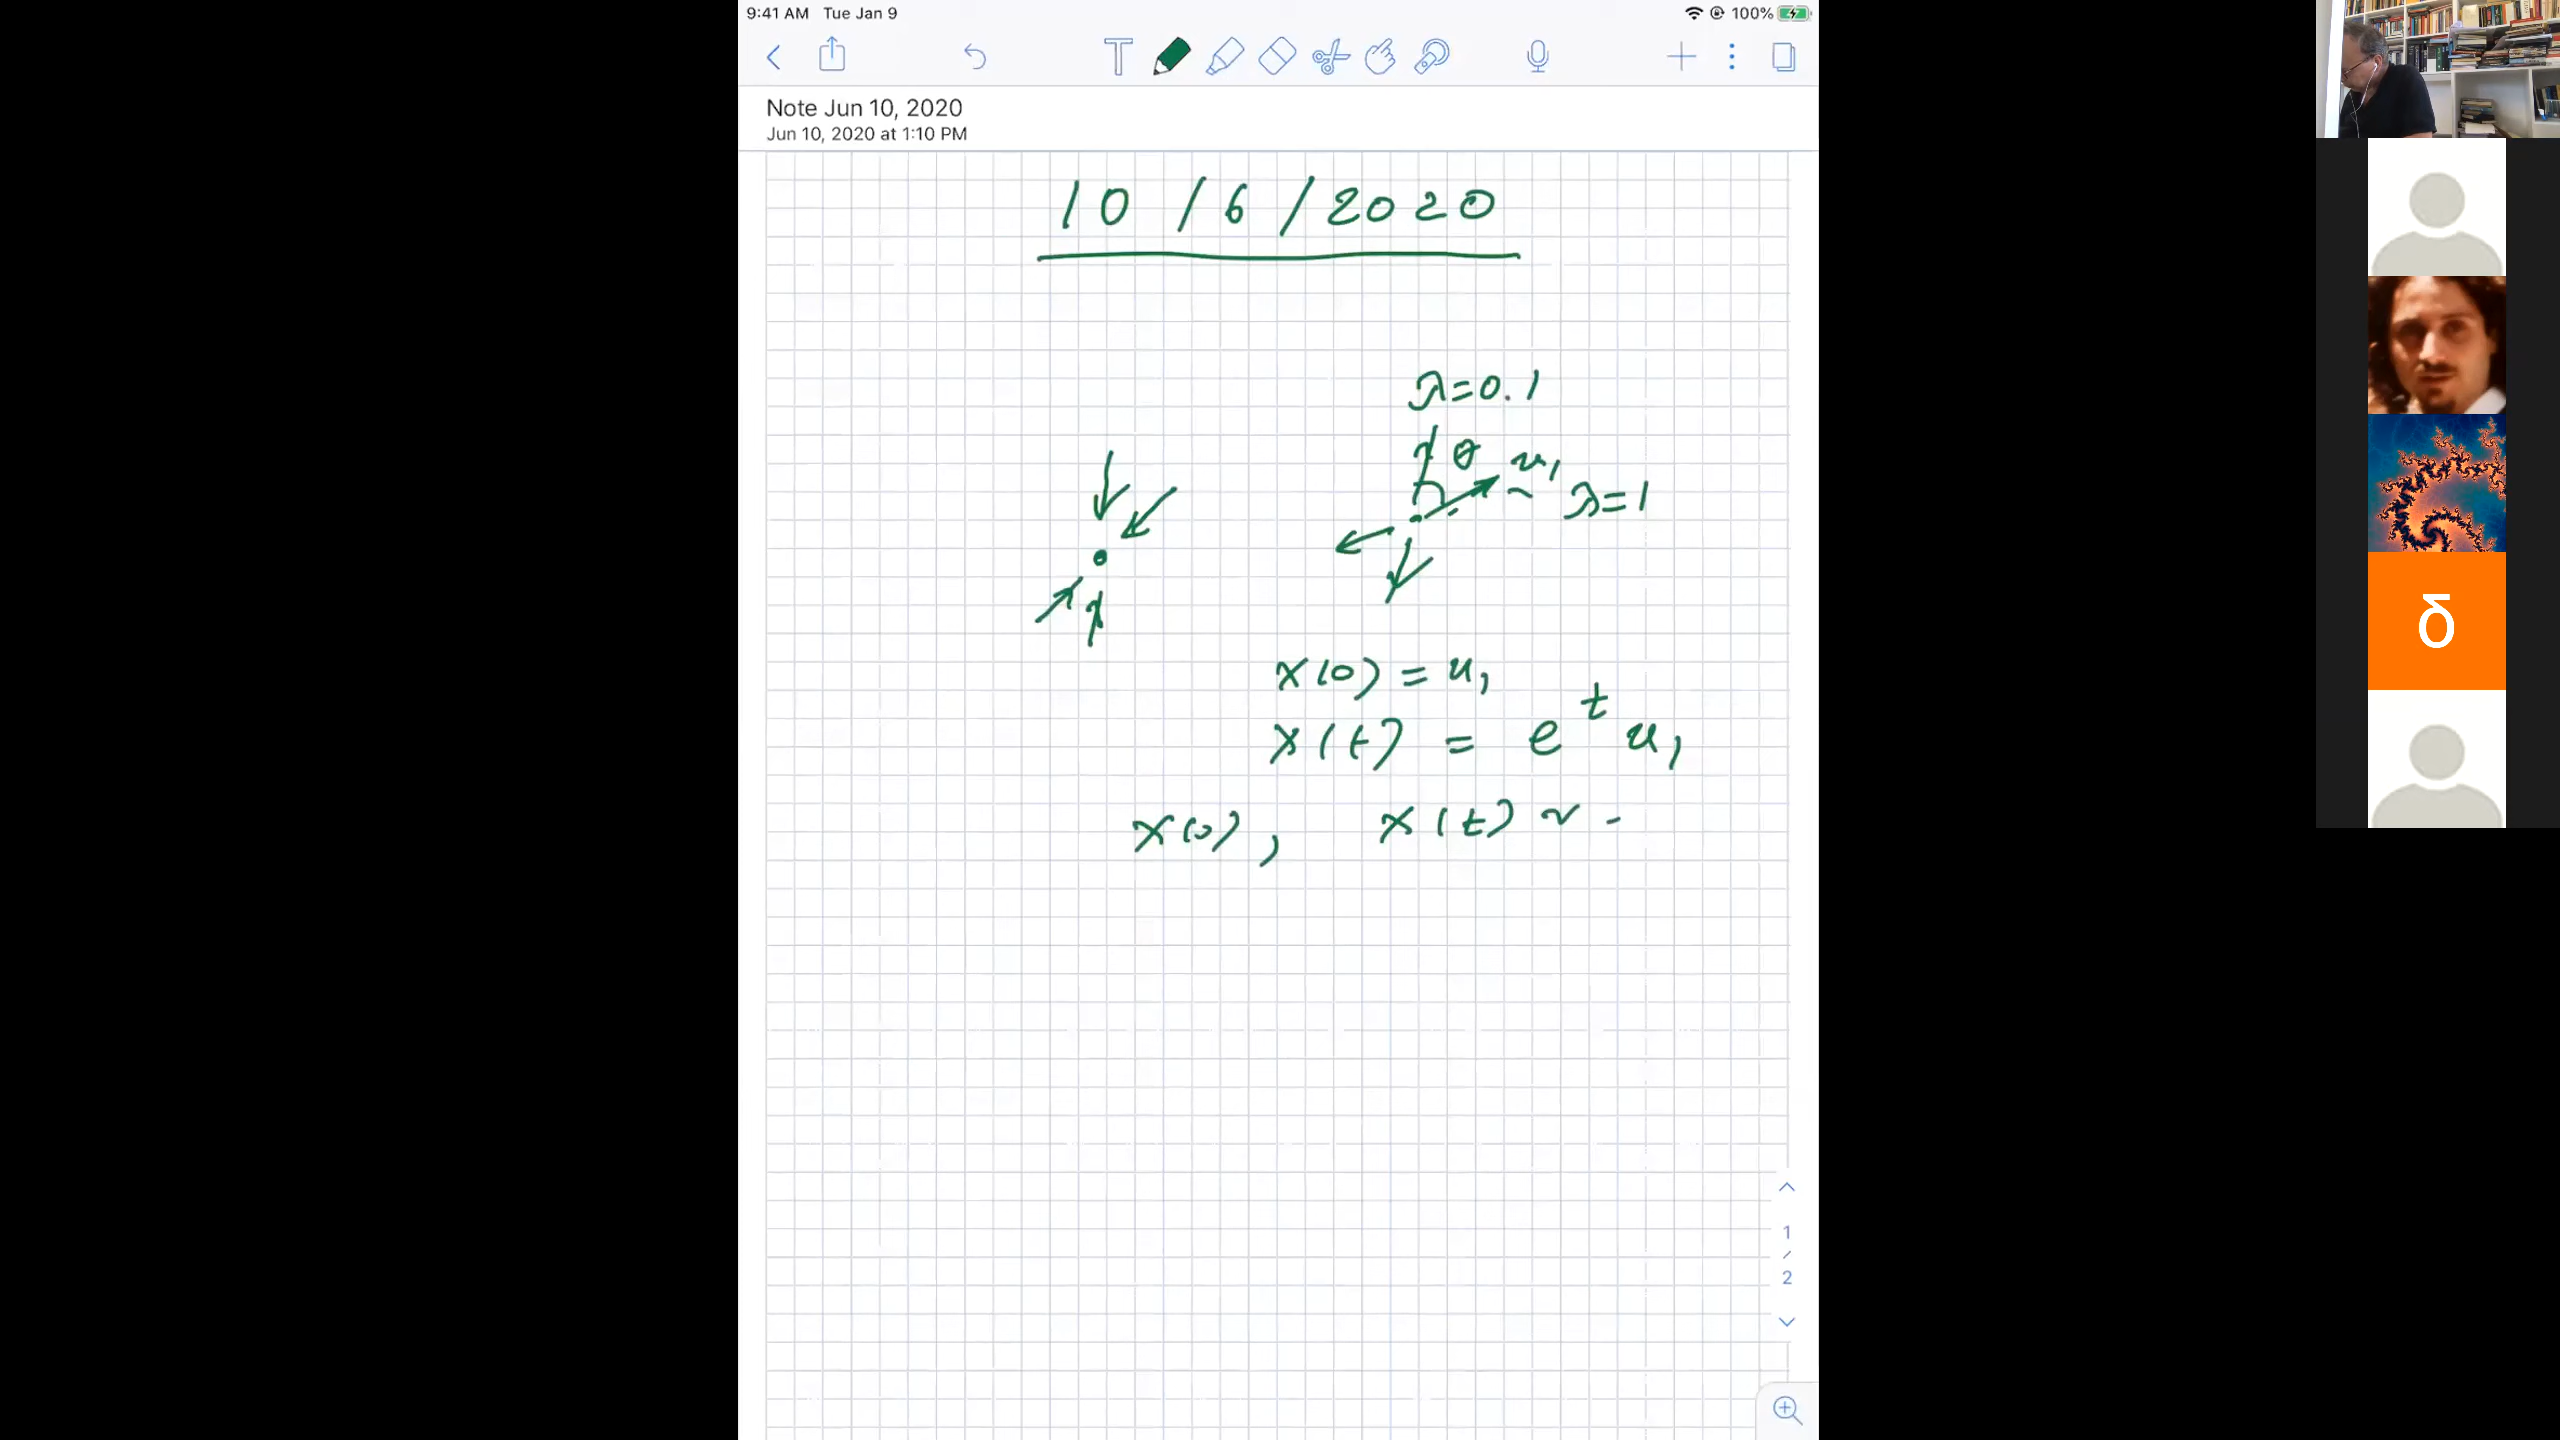 9:41 AM Tue Jan 9 100%
T
Note Jun 10, 2020
Jun 10, 2020 at 1:10 PM
10 / 6 / 2020
λ=0.1
θ u₁
λ=1
x(0) = u₁
x(t) = eᵗ u₁
x(0), x(t) ~ -
1
/
2
δ